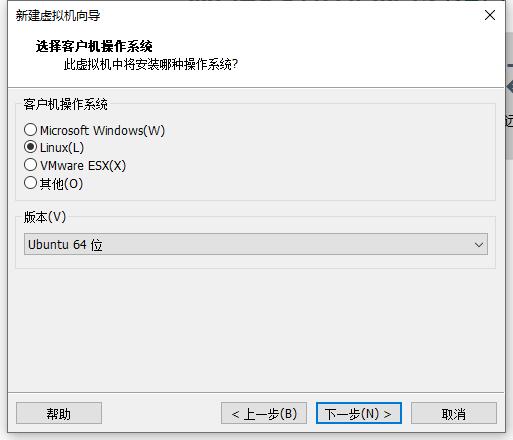 新建虚拟机向导
选择客户机操作系统
此虚拟机中将安装哪种操作系统?
客户机操作系统
Microsoft Windows(W)
Linux(L)
VMware ESX(X)
其他(O)
版本(V)
Ubuntu 64 位
帮助
< 上一步(B)
下一步(N) >
取消